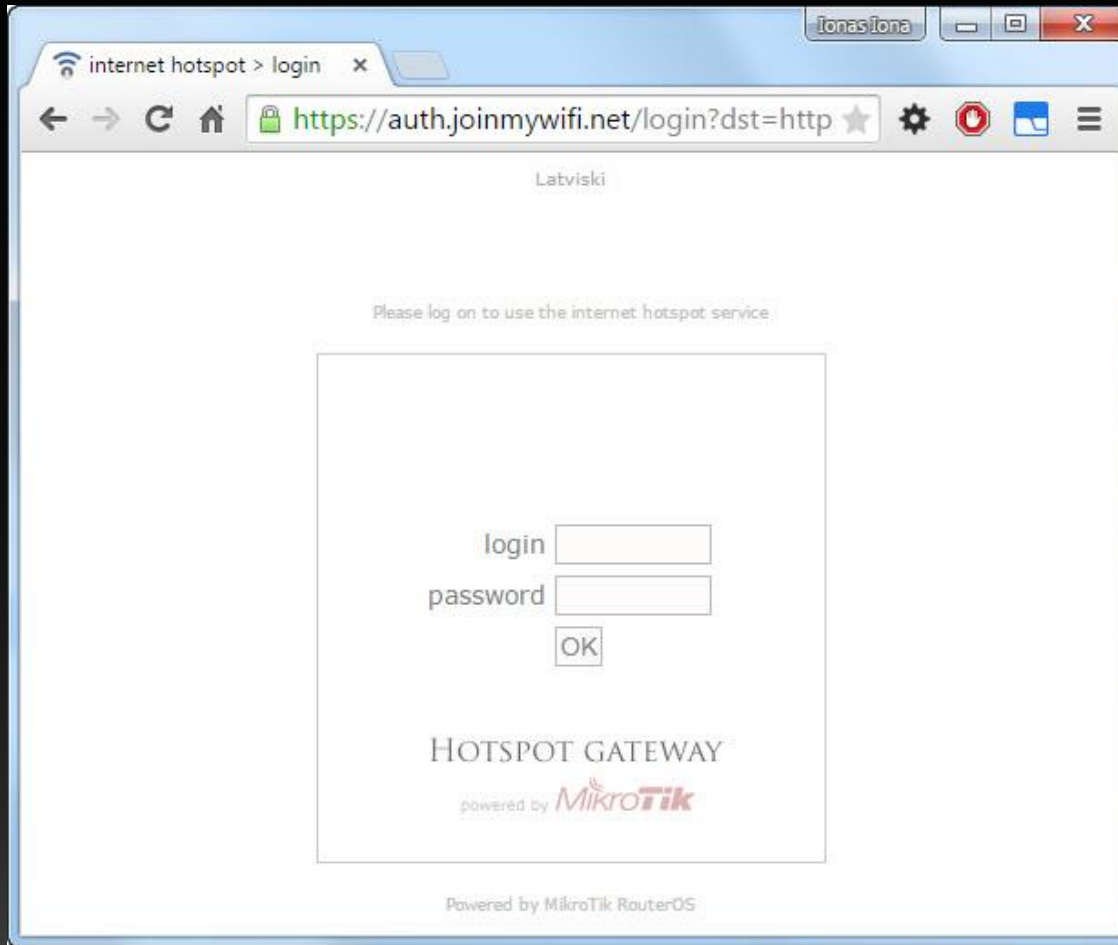 Ionas Iona
internet hotspot > login
https://auth.joinmywifi.net/login?dst=http
Latviski
Please log on to use the internet hotspot service
login
password
OK
HOTSPOT GATEWAY
powered by MikroTik
Powered by MikroTik RouterOS